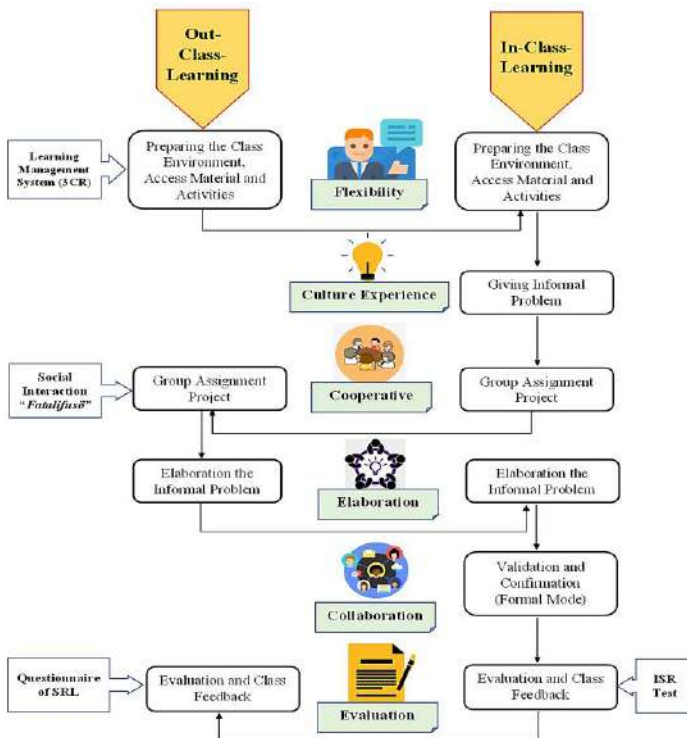 Out-
Class-
Learning
In-Class-
Learning
Learning
Management
System (3CR)
Preparing the Class
Environment,
Access Material and
Activities
Flexibility
Preparing the Class
Environment,
Access Material and
Activities
Culture Experience
Giving Informal
Problem
Social
Interaction
“Fatalifusö”
Group Assignment
Project
Cooperative
Group Assignment
Project
Elaboration the
Informal Problem
Elaboration
Elaboration the
Informal Problem
Collaboration
Validation and
Confirmation
(Formal Mode)
Questionnaire
of SRL
Evaluation and Class
Feedback
Evaluation
Evaluation and Class
Feedback
ISR
Test